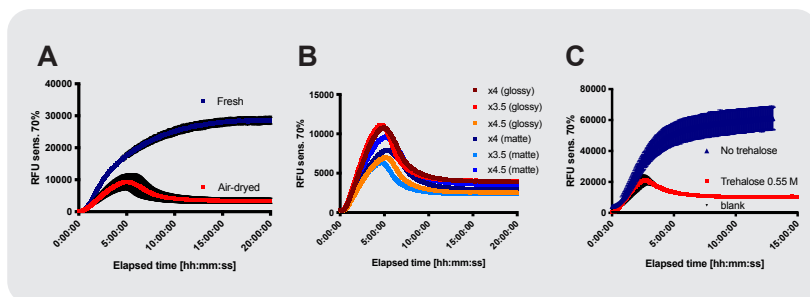 A
B
C
RFU sens. 70%
40000
30000
20000
10000
0
Fresh
Air-dryed
0:00:00
5:00:00
10:00:00
15:00:00
20:00:00
Elapsed time [hh:mm:ss]
RFU sens. 70%
15000
10000
5000
0
x4 (glossy)
x3.5 (glossy)
x4.5 (glossy)
x4 (matte)
x3.5 (matte)
x4.5 (matte)
0:00:00
5:00:00
10:00:00
15:00:00
20:00:00
Elapsed time [hh:mm:ss]
RFU sens. 70%
80000
60000
40000
20000
0
No trehalose
Trehalose 0.55 M
blank
0:00:00
5:00:00
10:00:00
15:00:00
Elapsed time [hh:mm:ss]